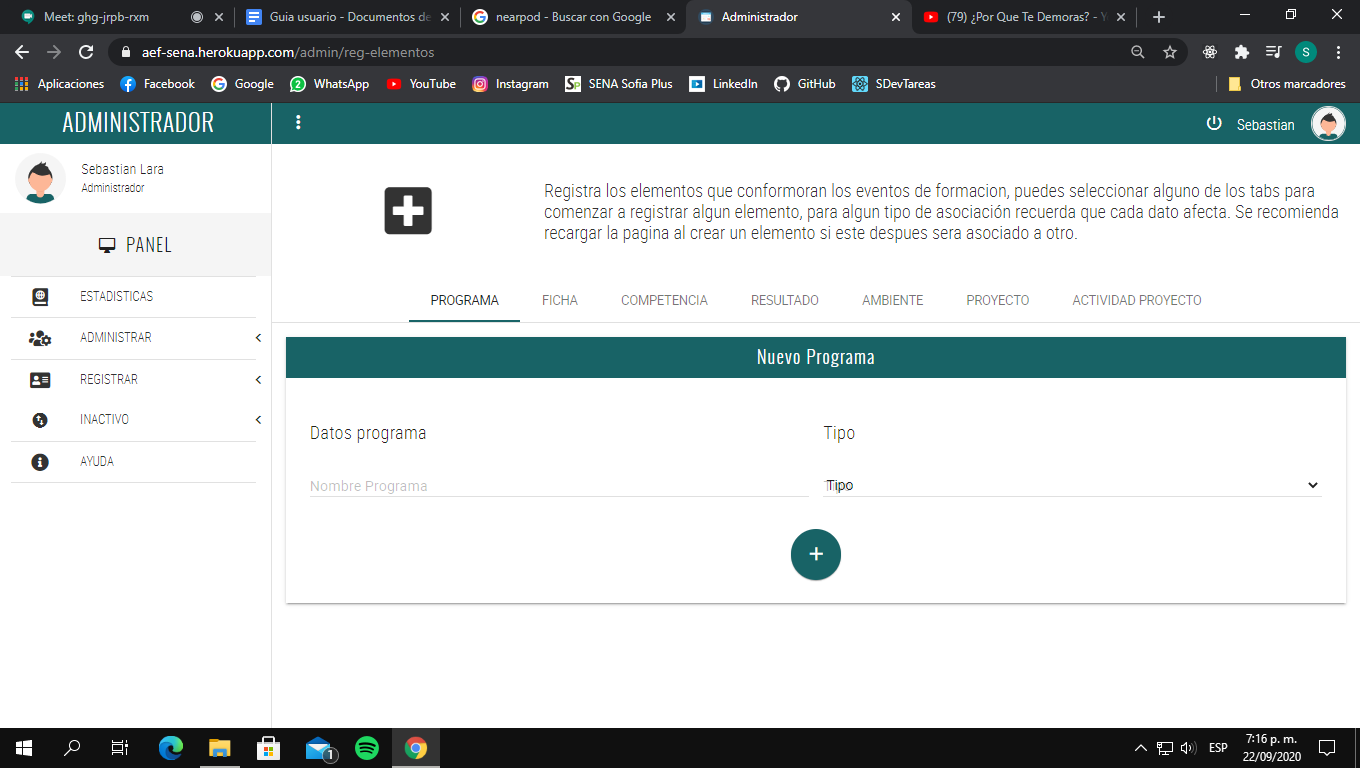 Meet: ghg-jrpb-rxm
Guia usuario - Documentos de
nearpod - Buscar con Google
Administrador
(79) ¿Por Que Te Demoras? - Y
aef-sena.herokuapp.com/admin/reg-elementos
S
Aplicaciones
Facebook
Google
2
WhatsApp
YouTube
Instagram
Sp
SENA Sofia Plus
LinkedIn
GitHub
SDevTareas
Otros marcadores
ADMINISTRADOR
Sebastian
Sebastian Lara
Administrador
PANEL
ESTADISTICAS
ADMINISTRAR
REGISTRAR
INACTIVO
AYUDA
Registra los elementos que conformoran los eventos de formacion, puedes seleccionar alguno de los tabs para
comenzar a registrar algun elemento, para algun tipo de asociación recuerda que cada dato afecta. Se recomienda
recargar la pagina al crear un elemento si este despues sera asociado a otro.
PROGRAMA
FICHA
COMPETENCIA
RESULTADO
AMBIENTE
PROYECTO
ACTIVIDAD PROYECTO
Nuevo Programa
Datos programa
Tipo
Nombre Programa
Tipo
1
ESP
7:16 p. m.
22/09/2020